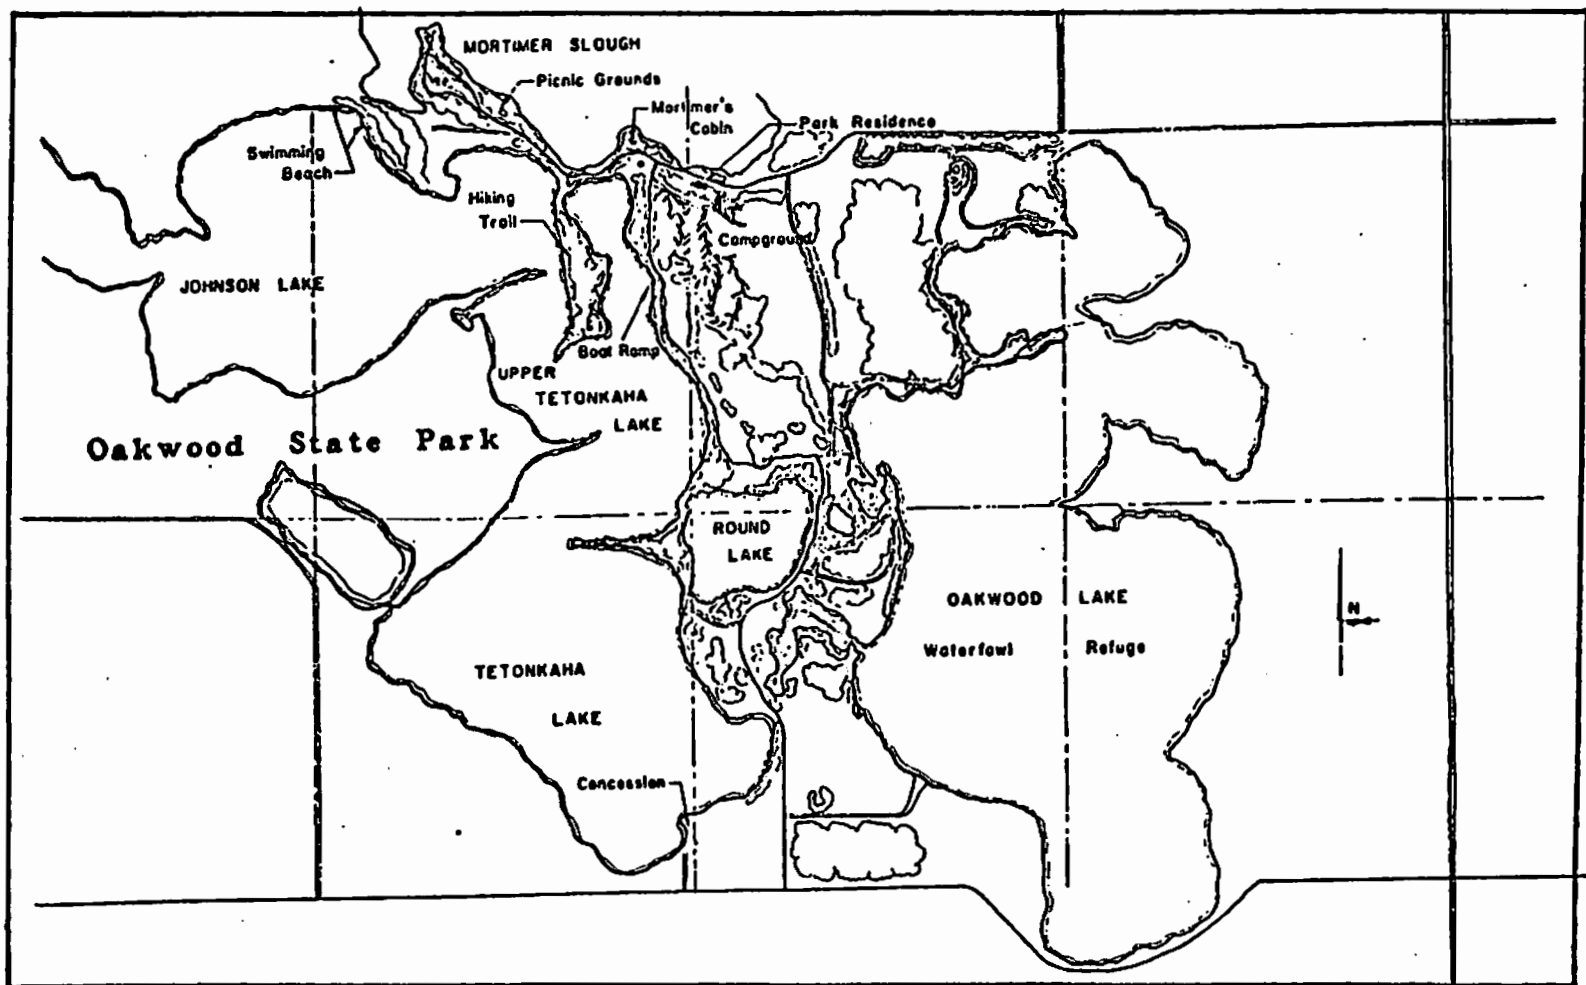 MORTIMER SLOUGH
Picnic Grounds
Mortimer's
Cabin
Park Residence
Swimming
Beach
Hiking
Trail
Campground
JOHNSON LAKE
Boat Ramp
UPPER
TETONKAHA
LAKE
Oakwood State Park
ROUND
LAKE
OAKWOOD LAKE
Waterfowl Refuge
N
TETONKAHA
LAKE
Concession